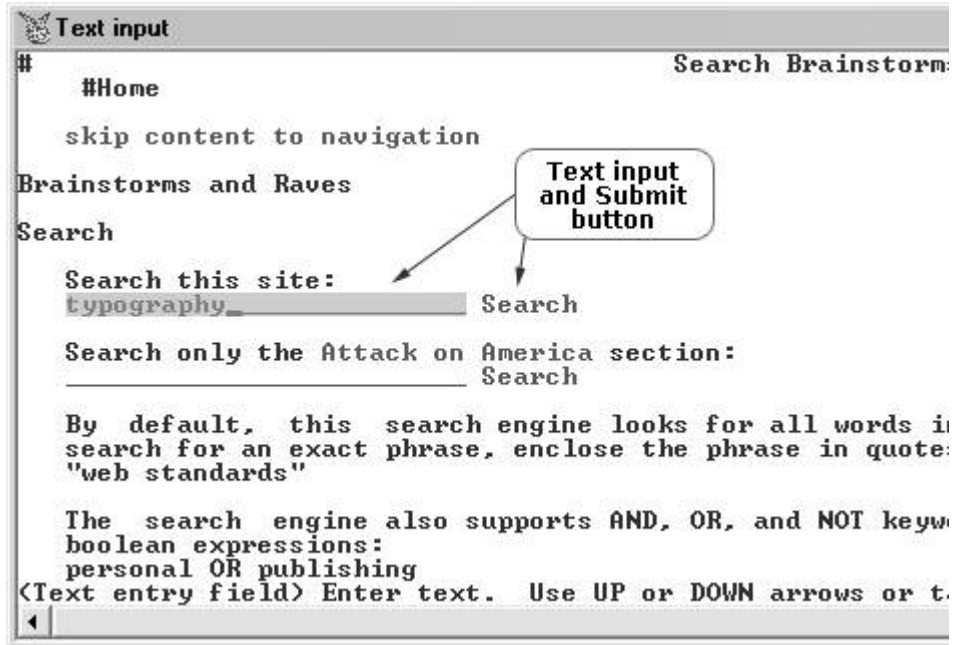 Text input
# Search Brainstorms
#Home
skip content to navigation
Brainstorms and Raves
Text input
and Submit
button
Search
Search this site:
typography_ Search
Search only the Attack on America section:
Search
By default, this search engine looks for all words
search for an exact phrase, enclose the phrase in
"web standards"
The search engine also supports AND, OR, and NOT
boolean expressions:
personal OR publishing
(Text entry field) Enter text. Use UP or DOWN arrows or